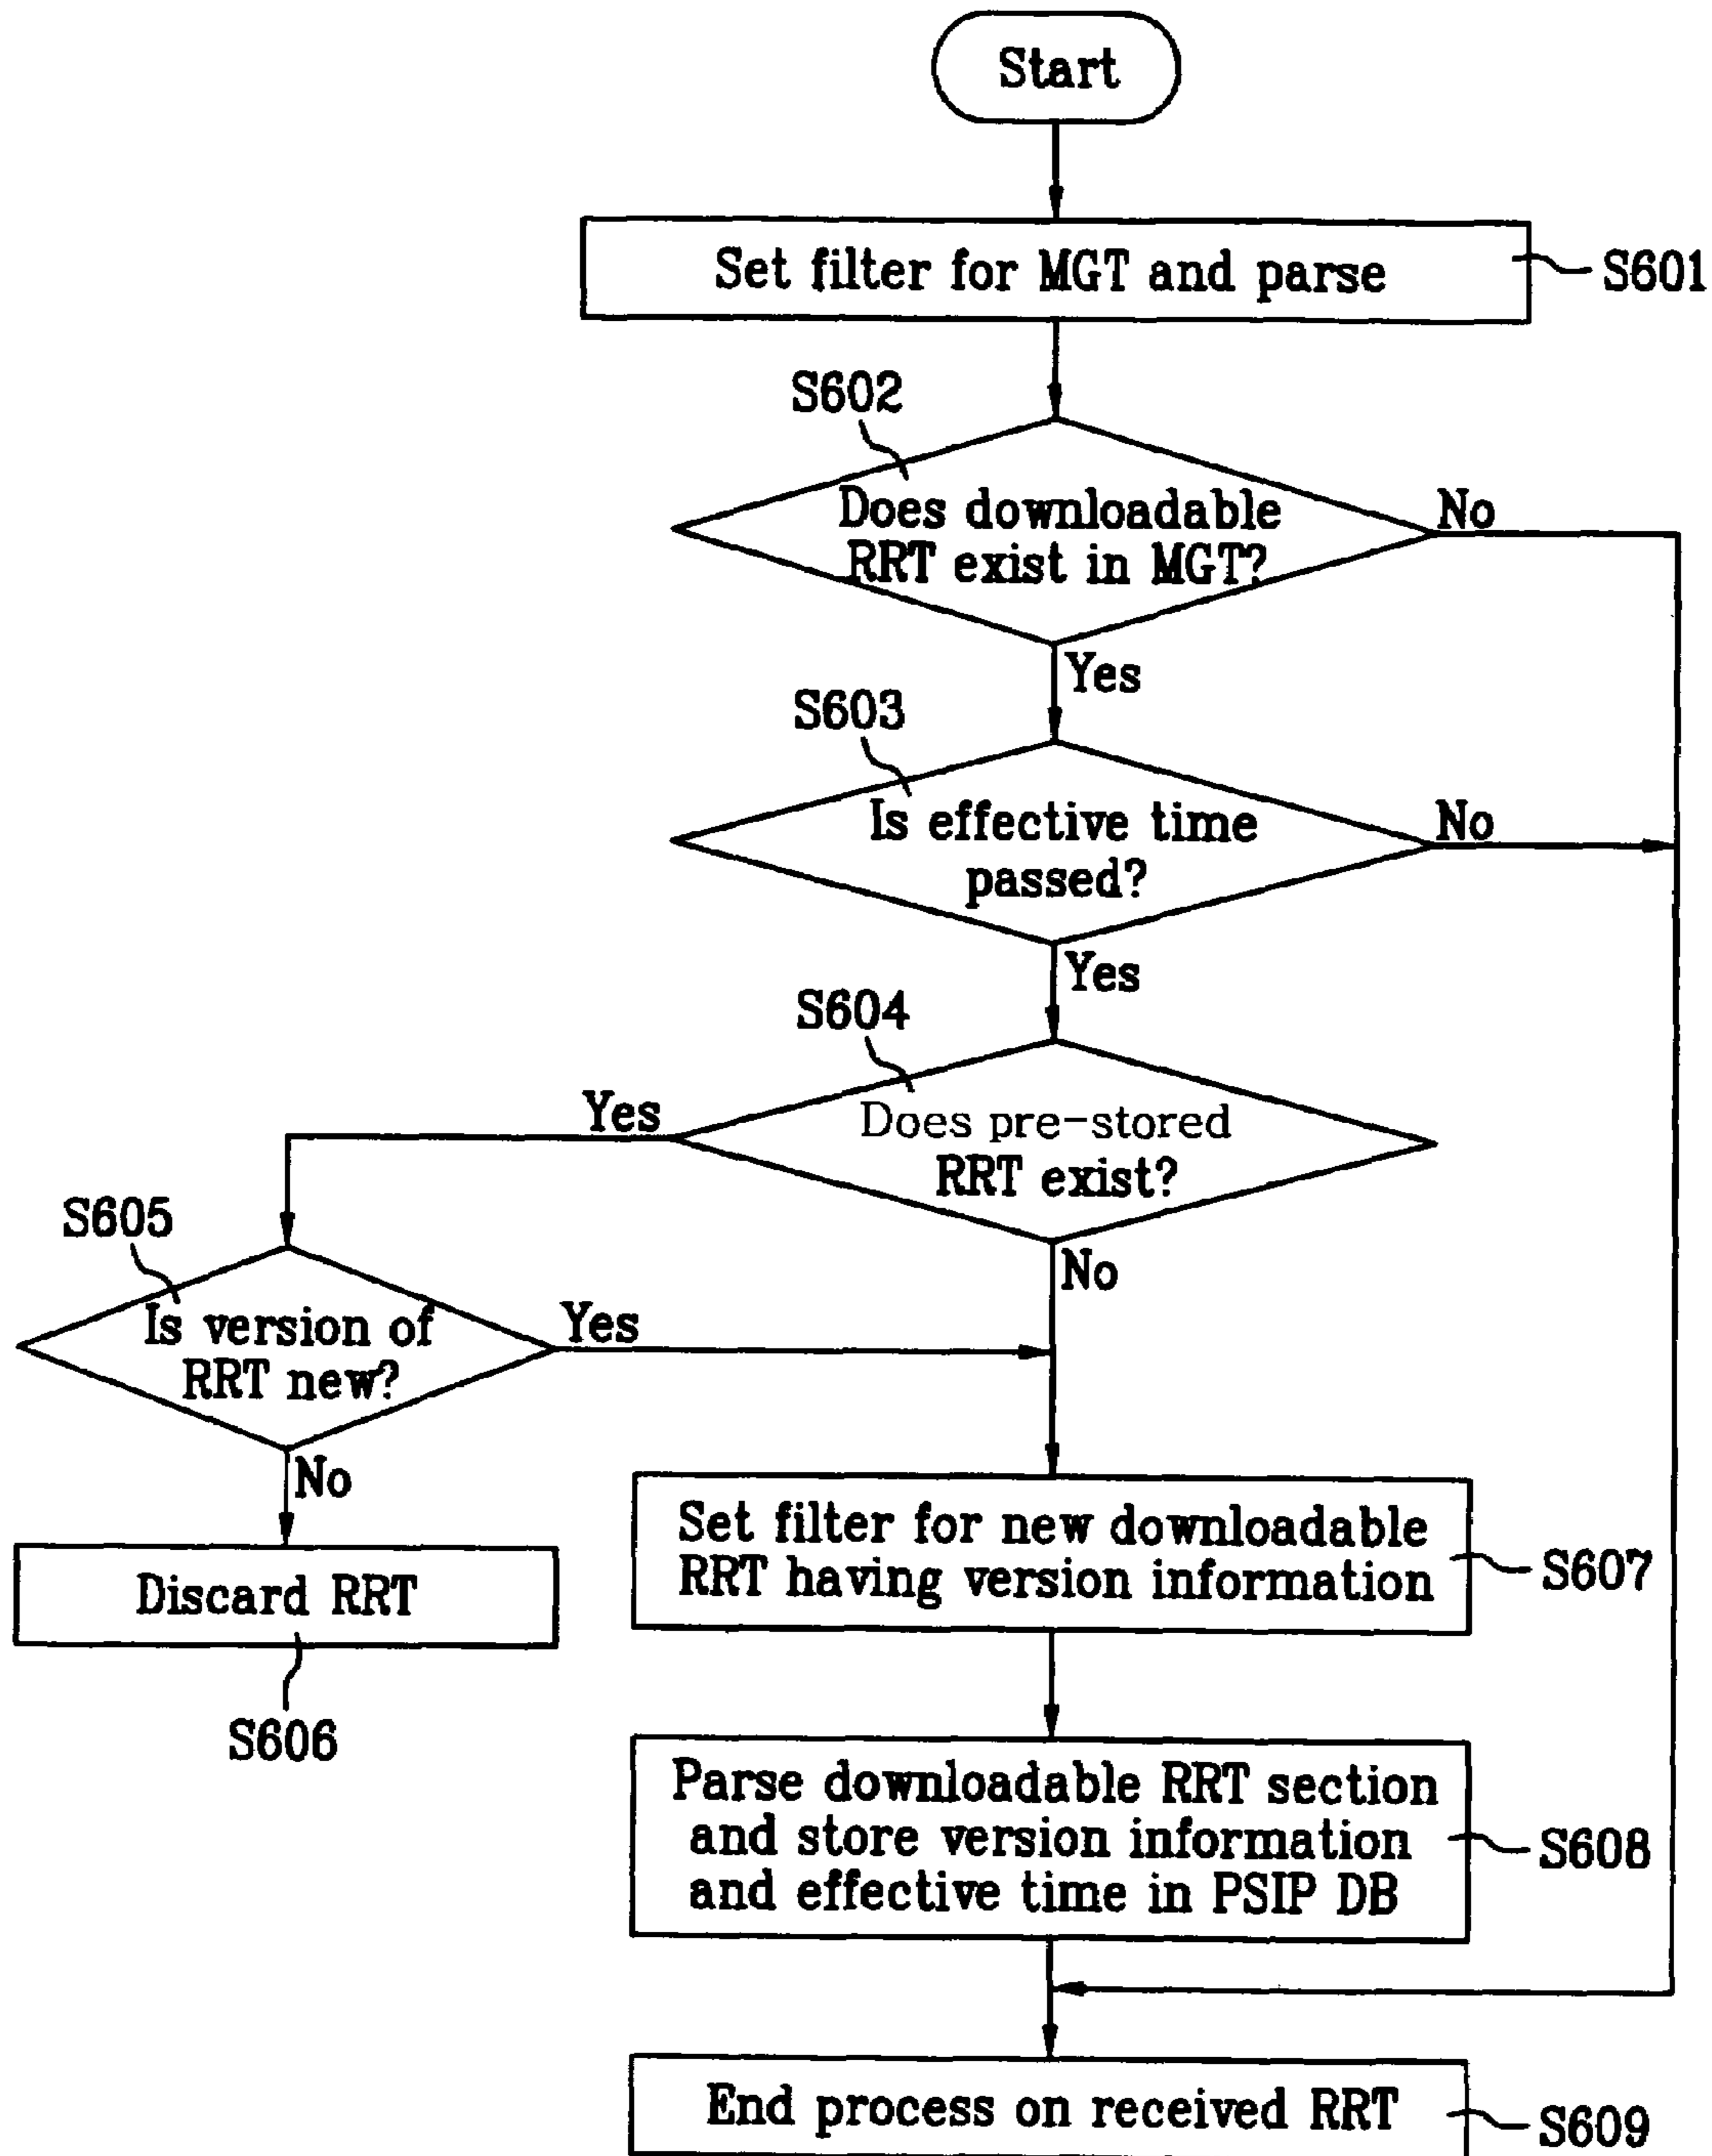 Start
Set filter for MGT and parse
S601
S602
Does downloadable
RRT exist in MGT?
No
Yes
S603
Is effective time
passed?
No
Yes
S604
Does pre-stored
RRT exist?
Yes
No
S605
Is version of
RRT new?
Yes
No
Discard RRT
S606
Set filter for new downloadable
RRT having version information
S607
Parse downloadable RRT section
and store version information
and effective time in PSIP DB
S608
End process on received RRT
S609